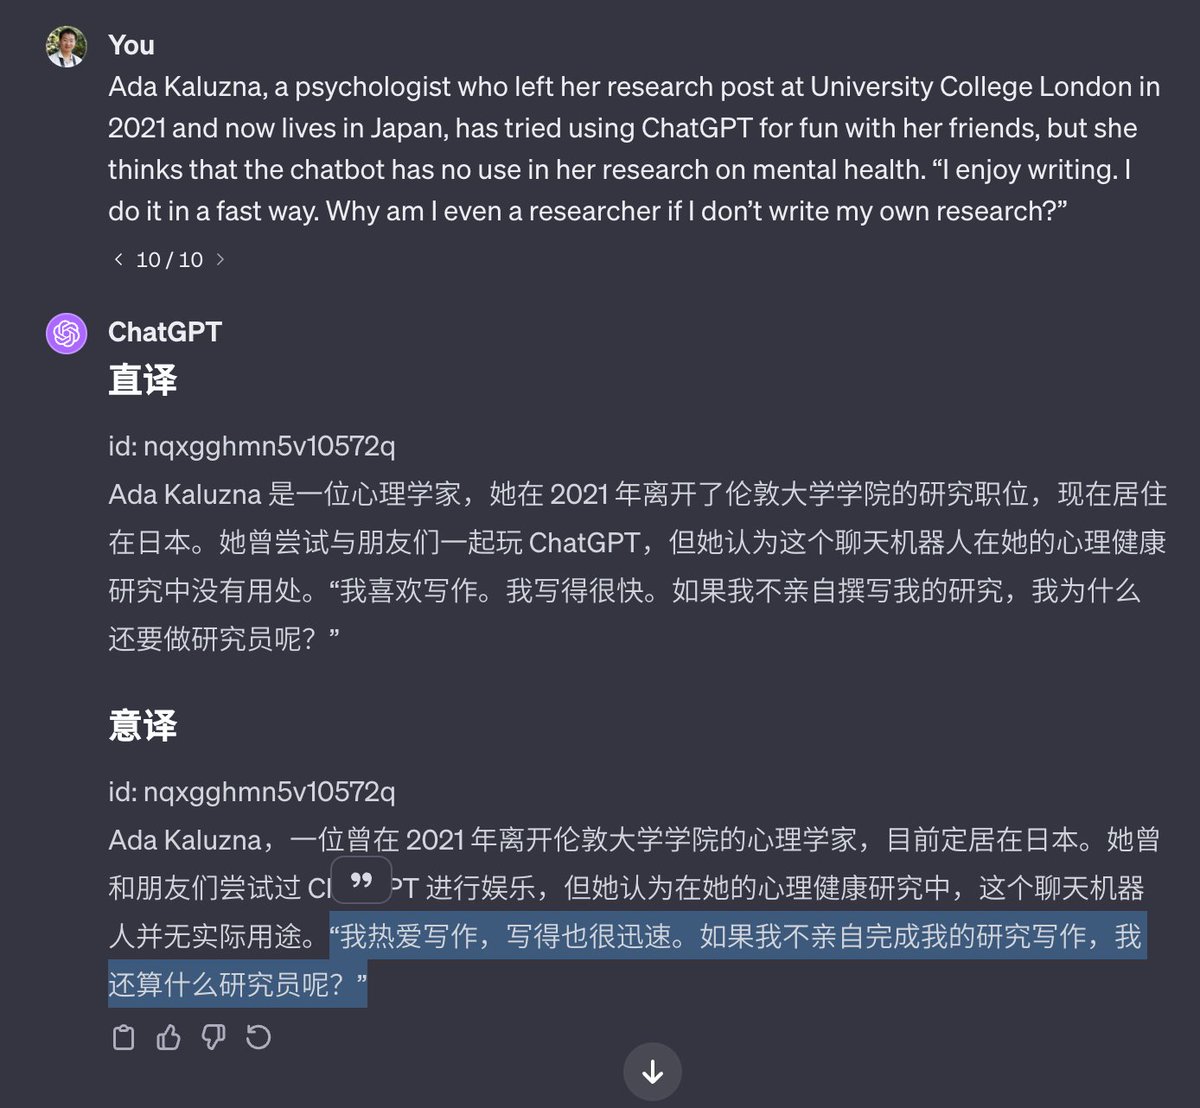 You
Ada Kaluzna, a psychologist who left her research post at University College London in
2021 and now lives in Japan, has tried using ChatGPT for fun with her friends, but she
thinks that the chatbot has no use in her research on mental health. “I enjoy writing. I
do it in a fast way. Why am I even a researcher if I don’t write my own research?”
< 10 / 10 >
ChatGPT
直译
id: nqxgghmn5v10572q
Ada Kaluzna 是一位心理学家，她在 2021 年离开了伦敦大学学院的研究职位，现在居住
在日本。她曾尝试与朋友们一起玩 ChatGPT，但她认为这个聊天机器人在她的心理健康
研究中没有用处。“我喜欢写作。我写得很快。如果我不亲自撰写我的研究，我为什么
还要做研究员呢？”
意译
id: nqxgghmn5v10572q
Ada Kaluzna，一位曾在 2021 年离开伦敦大学学院的心理学家，目前定居在日本。她曾
和朋友们尝试过 PT 进行娱乐，但她认为在她的心理健康研究中，这个聊天机器
人并无实际用途。“我热爱写作，写得也很迅速。如果我不亲自完成我的研究写作，我
还算什么研究员呢？”